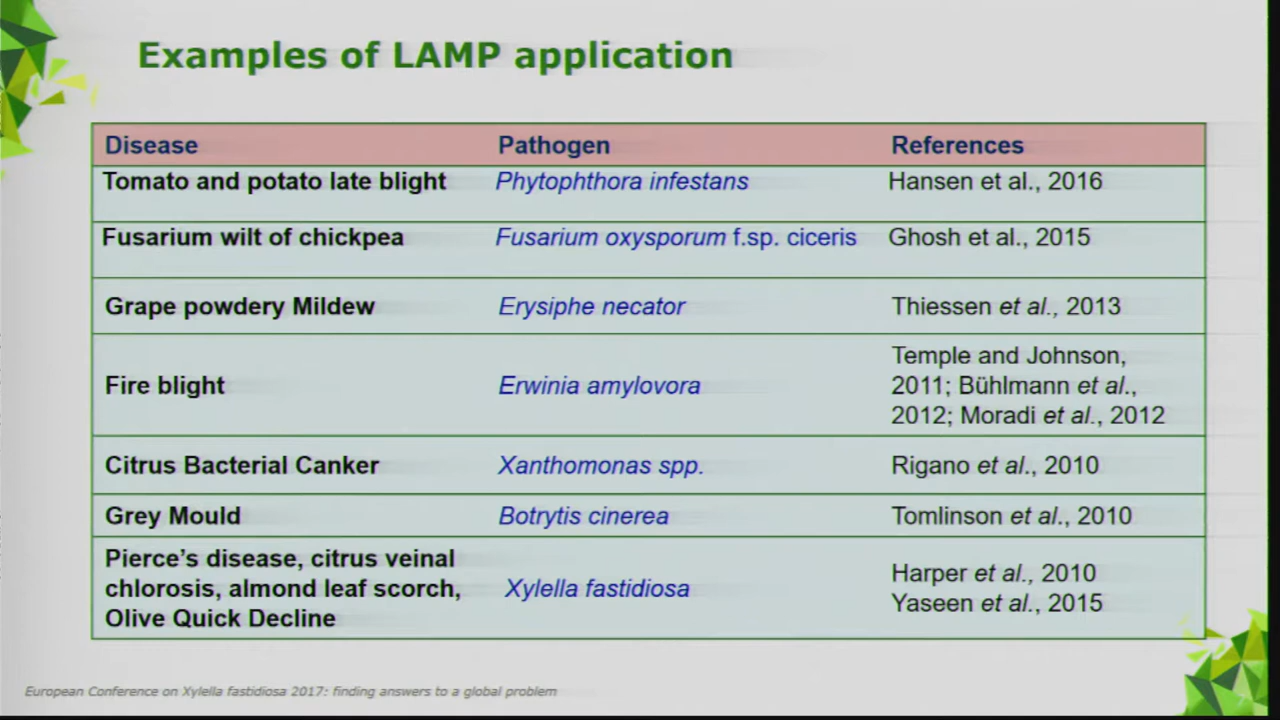 Examples of LAMP application
Disease Pathogen References
Tomato and potato late blight Phytophthora infestans Hansen et al., 2016
Fusarium wilt of chickpea Fusarium oxysporum f.sp. ciceris Ghosh et al., 2015
Grape powdery Mildew Erysiphe necator Thiessen et al., 2013
Fire blight Erwinia amylovora Temple and Johnson,
2011; Bühlmann et al.,
2012; Moradi et al., 2012
Citrus Bacterial Canker Xanthomonas spp. Rigano et al., 2010
Grey Mould Botrytis cinerea Tomlinson et al., 2010
Pierce's disease, citrus veinal
chlorosis, almond leaf scorch,
Olive Quick Decline
Xylella fastidiosa
Harper et al., 2010
Yaseen et al., 2015
European Conference on Xylella fastidiosa 2017: finding answers to a global problem